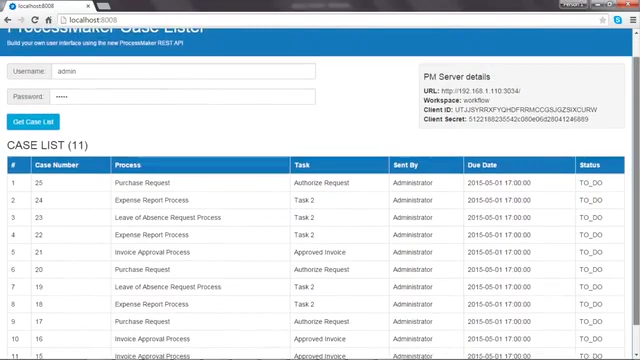 localhost:8008
Person 1
localhost:8008
ProcessMaker Case Lister
Build your own user interface using the new ProcessMaker REST API
Username: admin
Password: •••••
Get Case List
PM Server details
URL: http://192.168.1.110:3034/
Workspace: workflow
Client ID: UTJJSYRRXFYQHDFRRMCCGSJGZSIXCURW
Client Secret: 5122188235542c080e06d28041246889
CASE LIST (11)
# Case Number Process Task Sent By Due Date Status
1 25 Purchase Request Authorize Request Administrator 2015-05-01 17:00:00 TO_DO
2 24 Expense Report Process Task 2 Administrator 2015-05-01 17:00:00 TO_DO
3 23 Leave of Absence Request Process Task 2 Administrator 2015-05-01 17:00:00 TO_DO
4 22 Expense Report Process Task 2 Administrator 2015-05-01 17:00:00 TO_DO
5 21 Invoice Approval Process Approved Invoice Administrator 2015-05-01 17:00:00 TO_DO
6 20 Purchase Request Authorize Request Administrator 2015-05-01 17:00:00 TO_DO
7 19 Leave of Absence Request Process Task 2 Administrator 2015-05-01 17:00:00 TO_DO
8 18 Expense Report Process Task 2 Administrator 2015-05-01 17:00:00 TO_DO
9 17 Purchase Request Authorize Request Administrator 2015-05-01 17:00:00 TO_DO
10 16 Invoice Approval Process Approved Invoice Administrator 2015-05-01 17:00:00 TO_DO
11 15 Invoice Approval Process Approved Invoice Administrator 2015-05-01 17:00:00 TO_DO